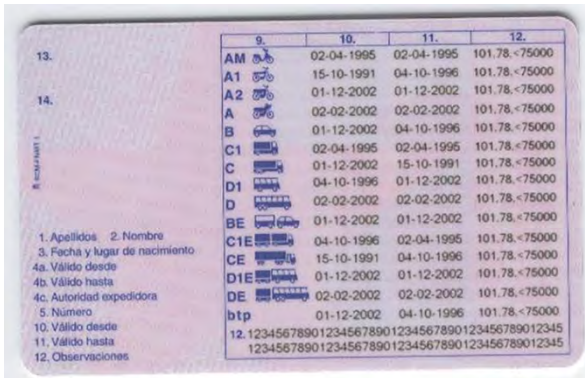 9. 10. 11. 12.
13.
AM 02-04-1995 02-04-1995 101.78.<75000
A1 15-10-1991 04-10-1996 101.78.<75000
14.
A2 01-12-2002 01-12-2002 101.78.<75000
A 02-02-2002 02-02-2002 101.78.<75000
B 01-12-2002 04-10-1996 101.78.<75000
C1 02-04-1995 02-04-1995 101.78.<75000
C 01-12-2002 15-10-1991 101.78.<75000
D1 04-10-1996 01-12-2002 101.78.<75000
D 02-02-2002 02-02-2002 101.78.<75000
BE 01-12-2002 01-12-2002 101.78.<75000
C1E 04-10-1996 02-04-1995 101.78.<75000
CE 15-10-1991 04-10-1996 101.78.<75000
D1E 01-12-2002 01-12-2002 101.78.<75000
DE 02-02-2002 02-02-2002 101.78.<75000
btp 01-12-2002 04-10-1996 101.78.<75000
12. 123456789012345678901234567890123456789012345
123456789012345678901234567890123456789012345
1. Apellidos 2. Nombre
3. Fecha y lugar de nacimiento
4a. Válido desde
4b. Válido hasta
4c. Autoridad expedidora
5. Número
10. Válido desde
11. Válido hasta
12. Observaciones